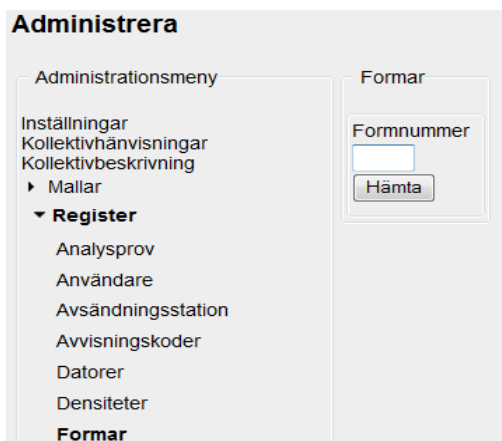 Administrera
Administrationsmeny
Inställningar
Kollektivhänvisningar
Kollektivbeskrivning
Mallar
Register
Analysprov
Användare
Avsändningsstation
Avvisningskoder
Datorer
Densiteter
Formar
Formar
Formnummer
Hämta